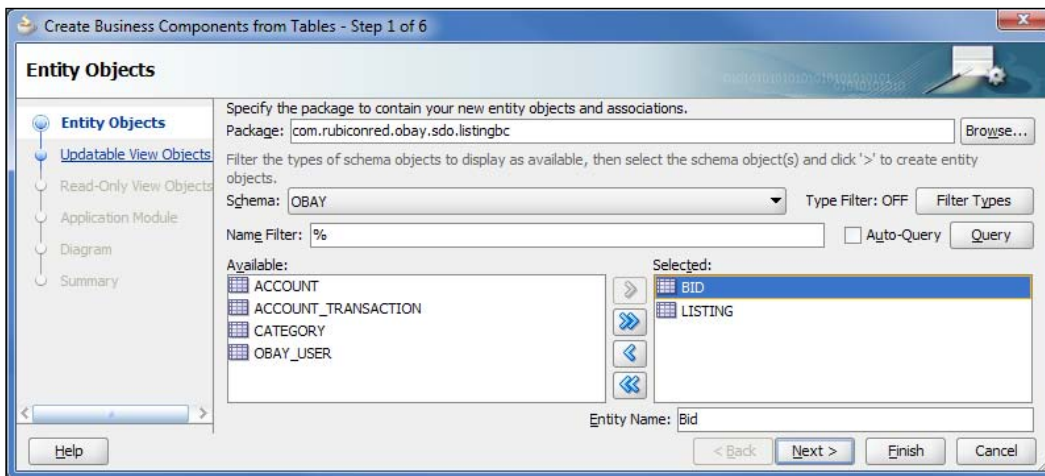 Create Business Components from Tables - Step 1 of 6
Entity Objects
Entity Objects
Updatable View Objects
Read-Only View Objects
Application Module
Diagram
Summary
Specify the package to contain your new entity objects and associations.
Package: com.rubiconred.obay.sdo.listingbc Browse...
Filter the types of schema objects to display as available, then select the schema object(s) and click '>' to create entity
objects.
Schema: OBAY Type Filter: OFF Filter Types
Name Filter: % Auto-Query Query
Available: Selected:
ACCOUNT BID
ACCOUNT_TRANSACTION LISTING
CATEGORY
OBAY_USER
Entity Name: Bid
Help < Back Next > Finish Cancel